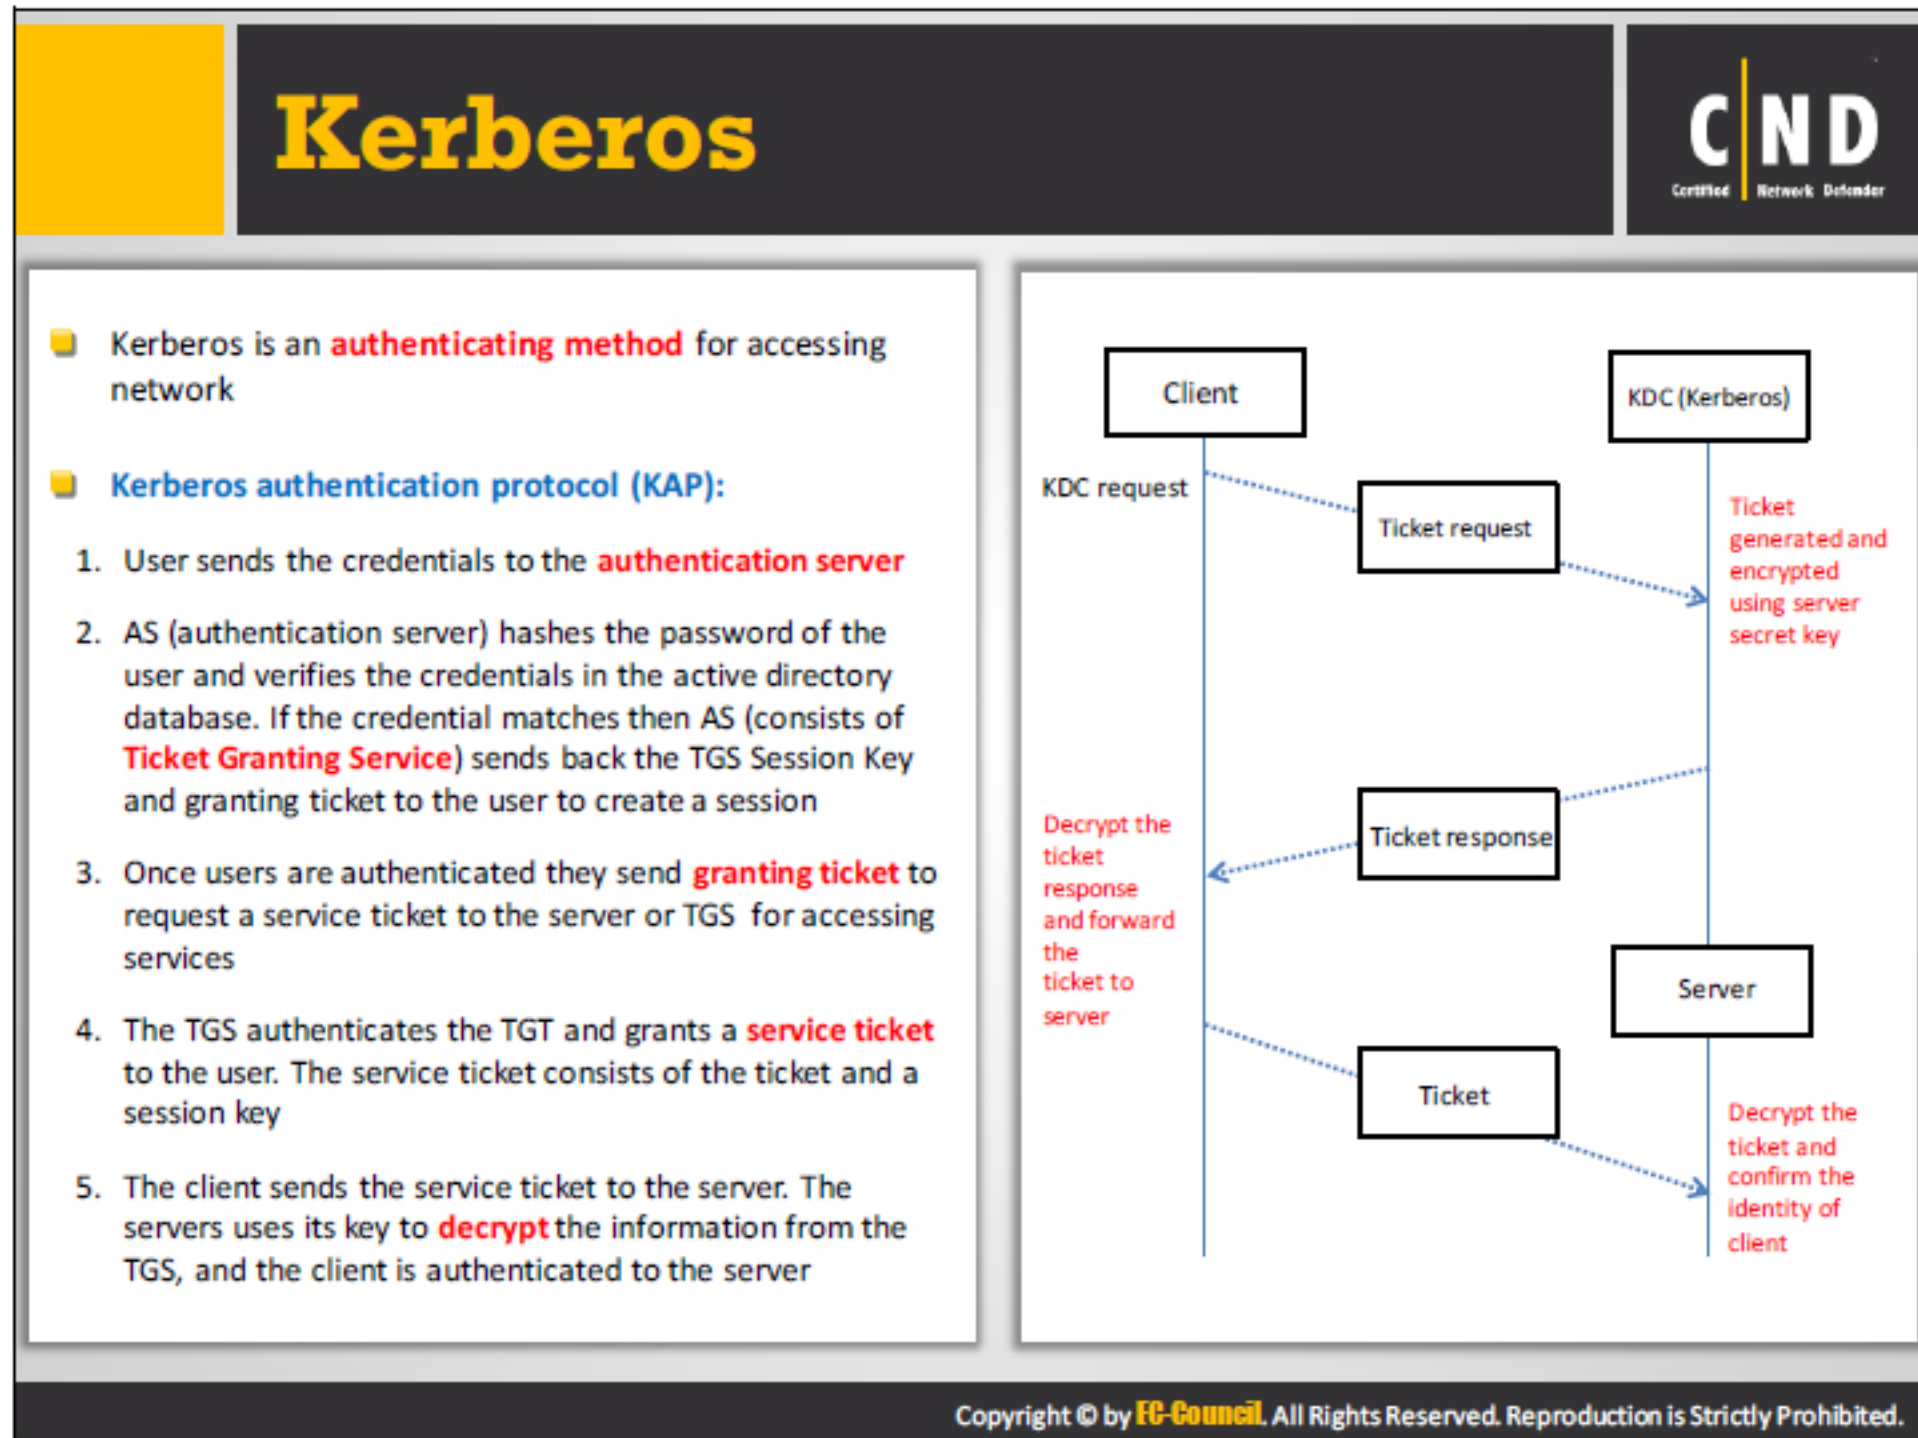 Kerberos
C|ND
Certified Network Defender
Kerberos is an authenticating method for accessing
network
Kerberos authentication protocol (KAP):
1. User sends the credentials to the authentication server
2. AS (authentication server) hashes the password of the
user and verifies the credentials in the active directory
database. If the credential matches then AS (consists of
Ticket Granting Service) sends back the TGS Session Key
and granting ticket to the user to create a session
3. Once users are authenticated they send granting ticket to
request a service ticket to the server or TGS for accessing
services
4. The TGS authenticates the TGT and grants a service ticket
to the user. The service ticket consists of the ticket and a
session key
5. The client sends the service ticket to the server. The
servers uses its key to decrypt the information from the
TGS, and the client is authenticated to the server
Client
KDC (Kerberos)
KDC request
Ticket request
Ticket
generated and
encrypted
using server
secret key
Ticket response
Decrypt the
ticket
response
and forward
the
ticket to
server
Server
Ticket
Decrypt the
ticket and
confirm the
identity of
client
Copyright © by EC-Council. All Rights Reserved. Reproduction is Strictly Prohibited.